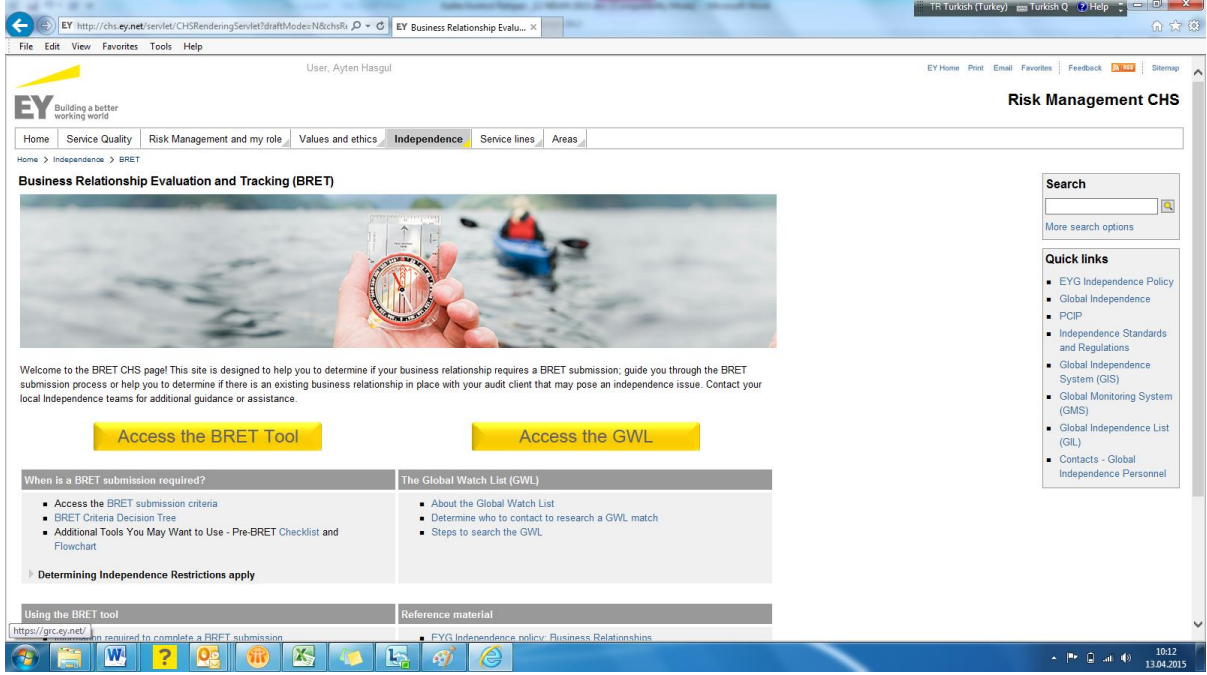 TR Turkish (Turkey) Turkish Q Help
EY http://chs.ey.net/servlet/CHSRenderingServlet?draftMode=N&chsR
EY Business Relationship Evalu...
File Edit View Favorites Tools Help
User, Ayten Hasgul
EY Home Print Email Favorites Feedback RSS Sitemap
EY Building a better
working world
Risk Management CHS
Home Service Quality Risk Management and my role Values and ethics Independence Service lines Areas
Home > Independence > BRET
Business Relationship Evaluation and Tracking (BRET)
Welcome to the BRET CHS page! This site is designed to help you to determine if your business relationship requires a BRET submission; guide you through the BRET
submission process or help you to determine if there is an existing business relationship in place with your audit client that may pose an independence issue. Contact your
local Independence teams for additional guidance or assistance.
Access the BRET Tool
Access the GWL
When is a BRET submission required?
Access the BRET submission criteria
BRET Criteria Decision Tree
Additional Tools You May Want to Use - Pre-BRET Checklist and
Flowchart
Determining Independence Restrictions apply
The Global Watch List (GWL)
About the Global Watch List
Determine who to contact to research a GWL match
Steps to search the GWL
Using the BRET tool
required to complete a BRET submission
Reference material
EYG Independence policy: Business Relationships
Search
More search options
Quick links
EYG Independence Policy
Global Independence
PCIP
Independence Standards
and Regulations
Global Independence
System (GIS)
Global Monitoring System
(GMS)
Global Independence List
(GIL)
Contacts - Global
Independence Personnel
https://grc.ey.net/
10:12
13.04.2015